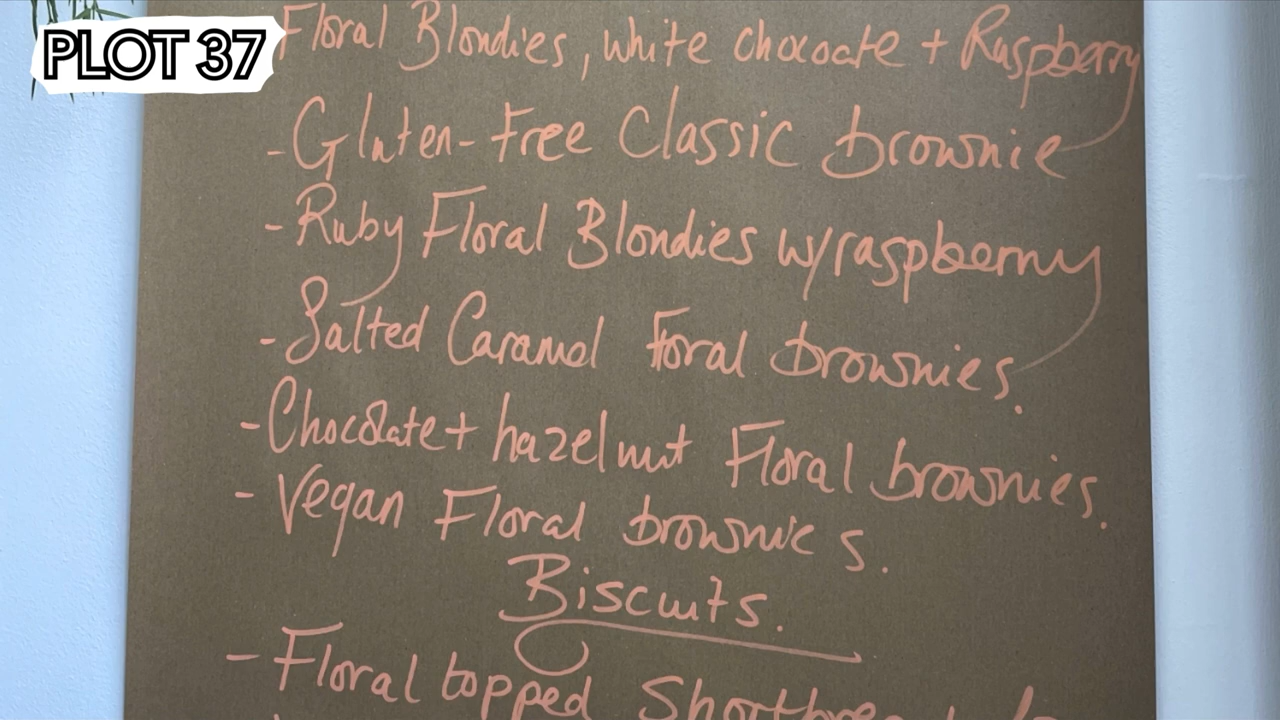 PLOT 37
Floral Blondies, white chocoate + Raspberry
- Gluten-Free Classic brownie
- Ruby Floral Blondies w/raspberry
- Salted Caramel Foral brownies.
- Chocolate + hazelnut Floral brownies.
- Vegan Floral brownies.
Biscuits.
- Floral topped